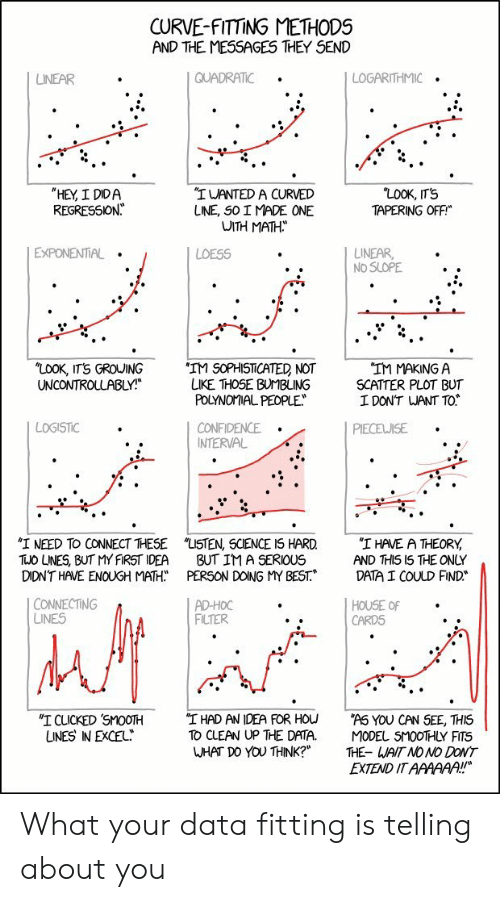 CURVE-FITTING METHODS
AND THE MESSAGES THEY SEND
LINEAR
"HEY, I DID A
REGRESSION."
QUADRATIC
"I WANTED A CURVED
LINE, SO I MADE ONE
WITH MATH."
LOGARITHMIC
"LOOK, IT'S
TAPERING OFF!"
EXPONENTIAL
"LOOK, IT'S GROWING
UNCONTROLLABLY!"
LOESS
"I'M SOPHISTICATED, NOT
LIKE THOSE BUMBLING
POLYNOMIAL PEOPLE."
LINEAR,
NO SLOPE
"I'M MAKING A
SCATTER PLOT BUT
I DON'T WANT TO."
LOGISTIC
"I NEED TO CONNECT THESE
TWO LINES, BUT MY FIRST IDEA
DIDN'T HAVE ENOUGH MATH."
CONFIDENCE
INTERVAL
"LISTEN, SCIENCE IS HARD.
BUT I'M A SERIOUS
PERSON DOING MY BEST."
PIECEWISE
"I HAVE A THEORY,
AND THIS IS THE ONLY
DATA I COULD FIND."
CONNECTING
LINES
"I CLICKED 'SMOOTH
LINES' IN EXCEL."
AD-HOC
FILTER
"I HAD AN IDEA FOR HOW
TO CLEAN UP THE DATA.
WHAT DO YOU THINK?"
HOUSE OF
CARDS
"AS YOU CAN SEE, THIS
MODEL SMOOTHLY FITS
THE- WAIT NO NO DON'T
EXTEND IT AAAAAA!!"
What your data fitting is telling
about you